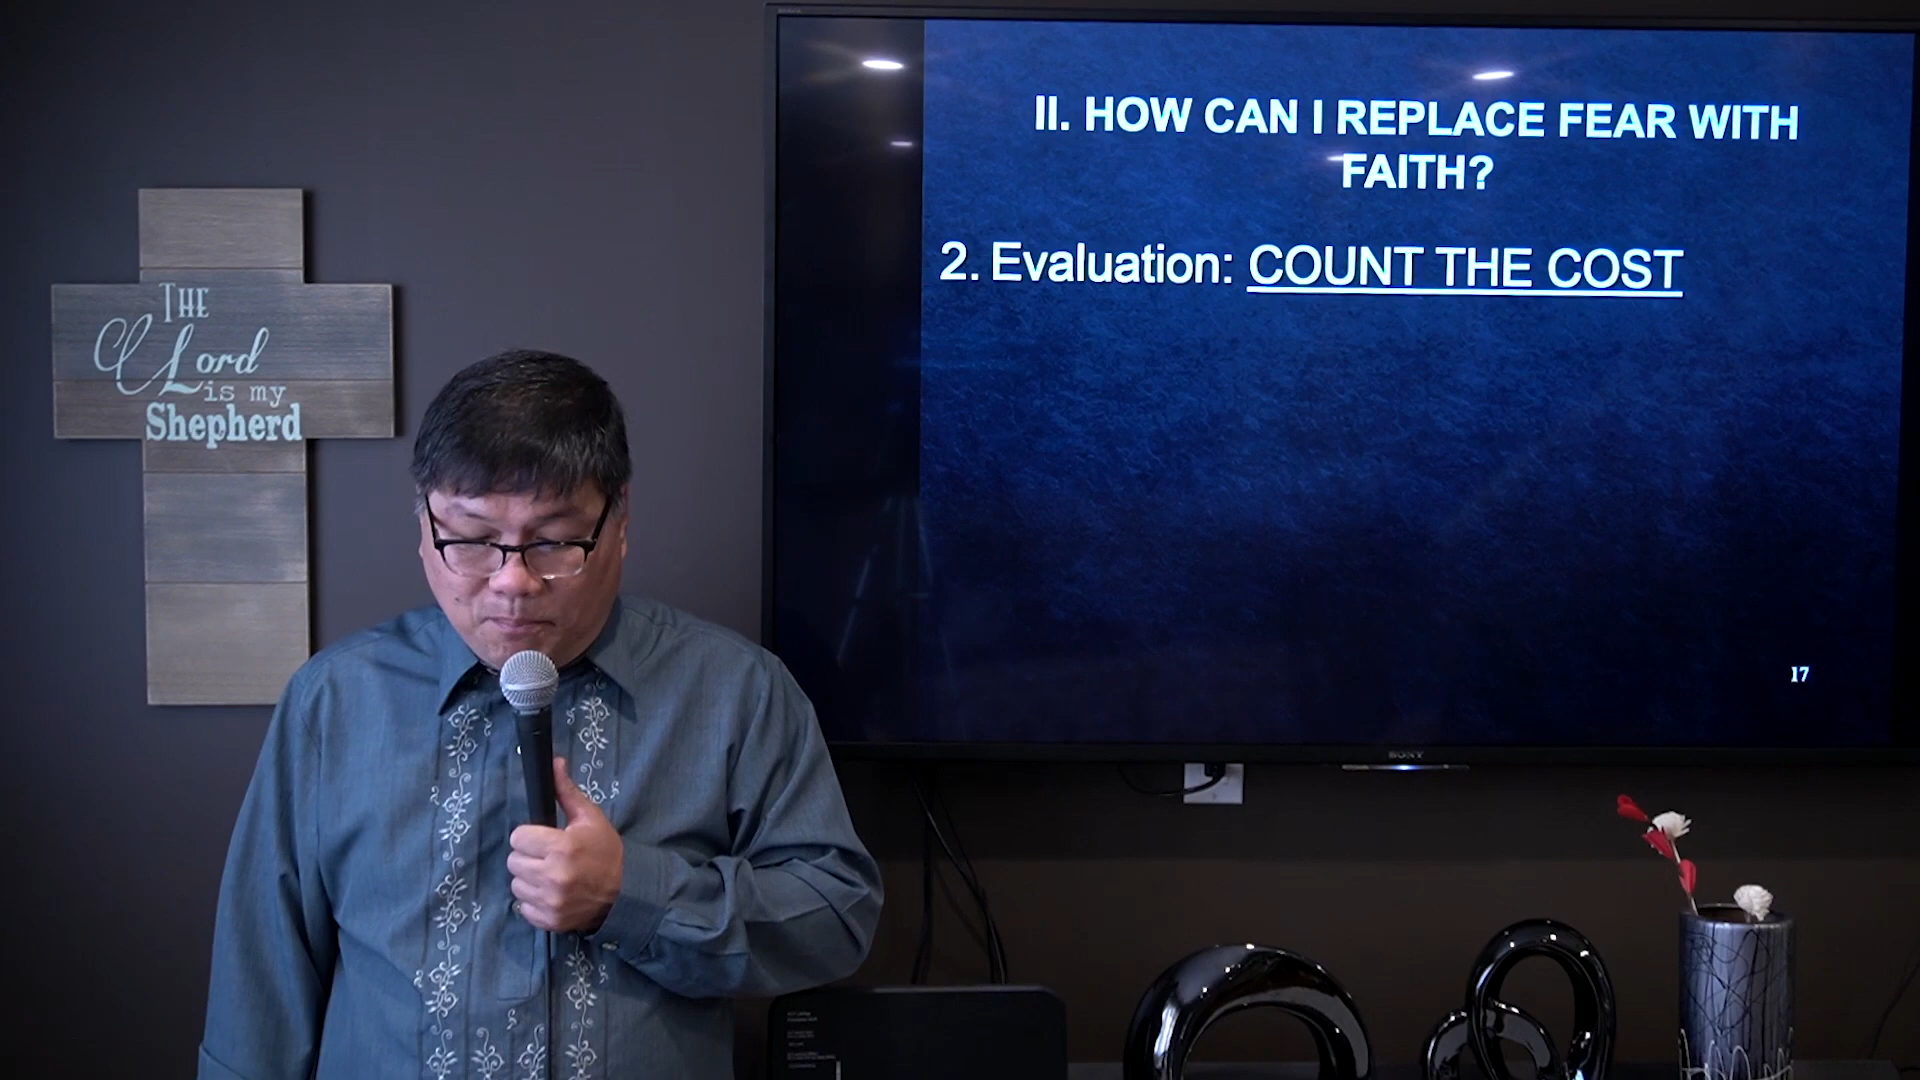 THE
Lord
is my
Shepherd
II. HOW CAN I REPLACE FEAR WITH
FAITH?
2. Evaluation: COUNT THE COST
17
SONY